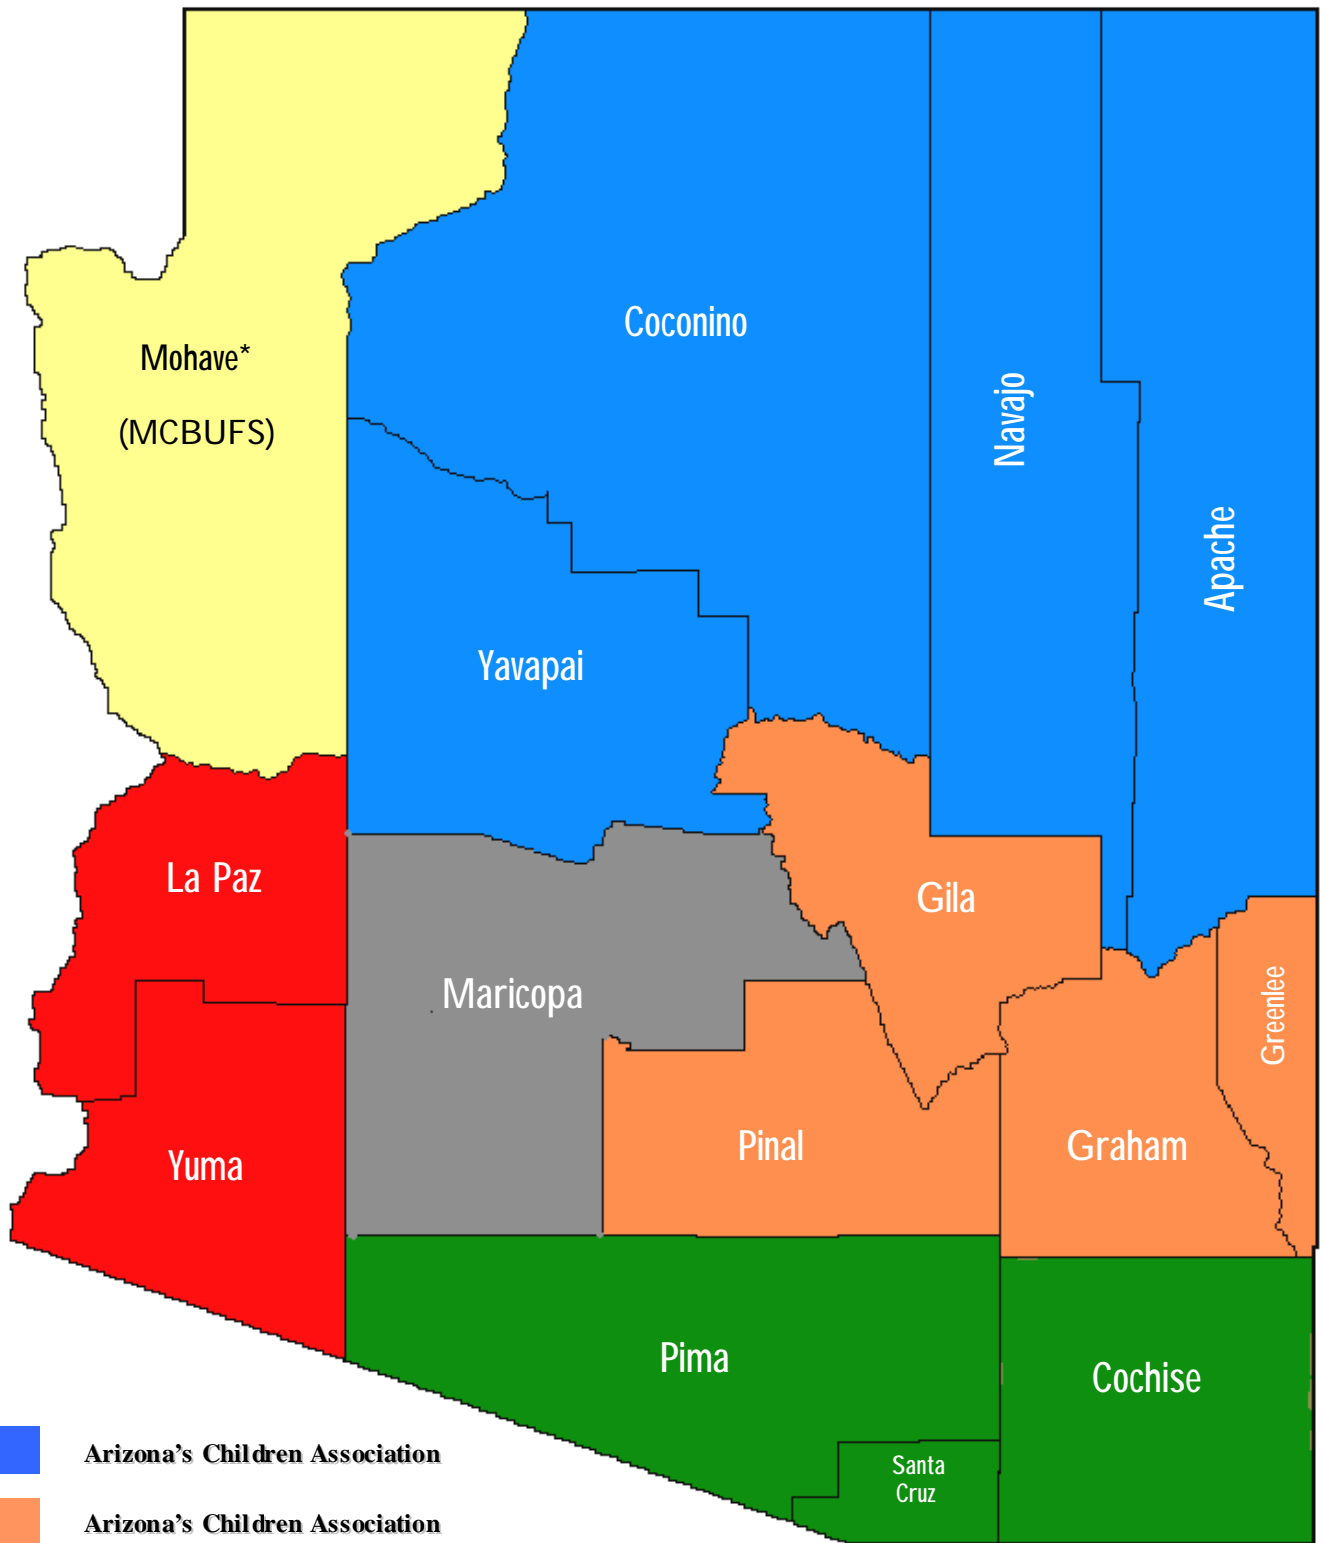 Coconino
Mohave*
(MCBUFS)
Navajo
Apache
Yavapai
La Paz
Gila
Maricopa
Greenlee
Yuma
Pinal
Graham
Pima
Cochise
Santa
Cruz
Arizona's Children Association
Arizona's Children Association